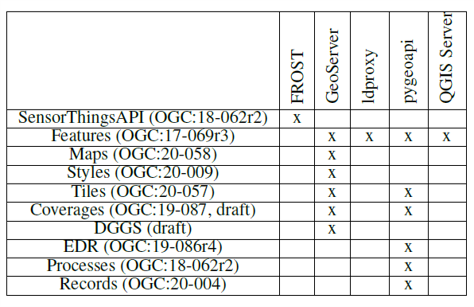 FROST GeoServer ldproxy pygeoapi QGIS Server
SensorThingsAPI (OGC:18-062r2) x
Features (OGC:17-069r3) x x x x
Maps (OGC:20-058) x
Styles (OGC:20-009) x
Tiles (OGC:20-057) x x
Coverages (OGC:19-087, draft) x x
DGGS (draft) x
EDR (OGC:19-086r4) x
Processes (OGC:18-062r2) x
Records (OGC:20-004) x